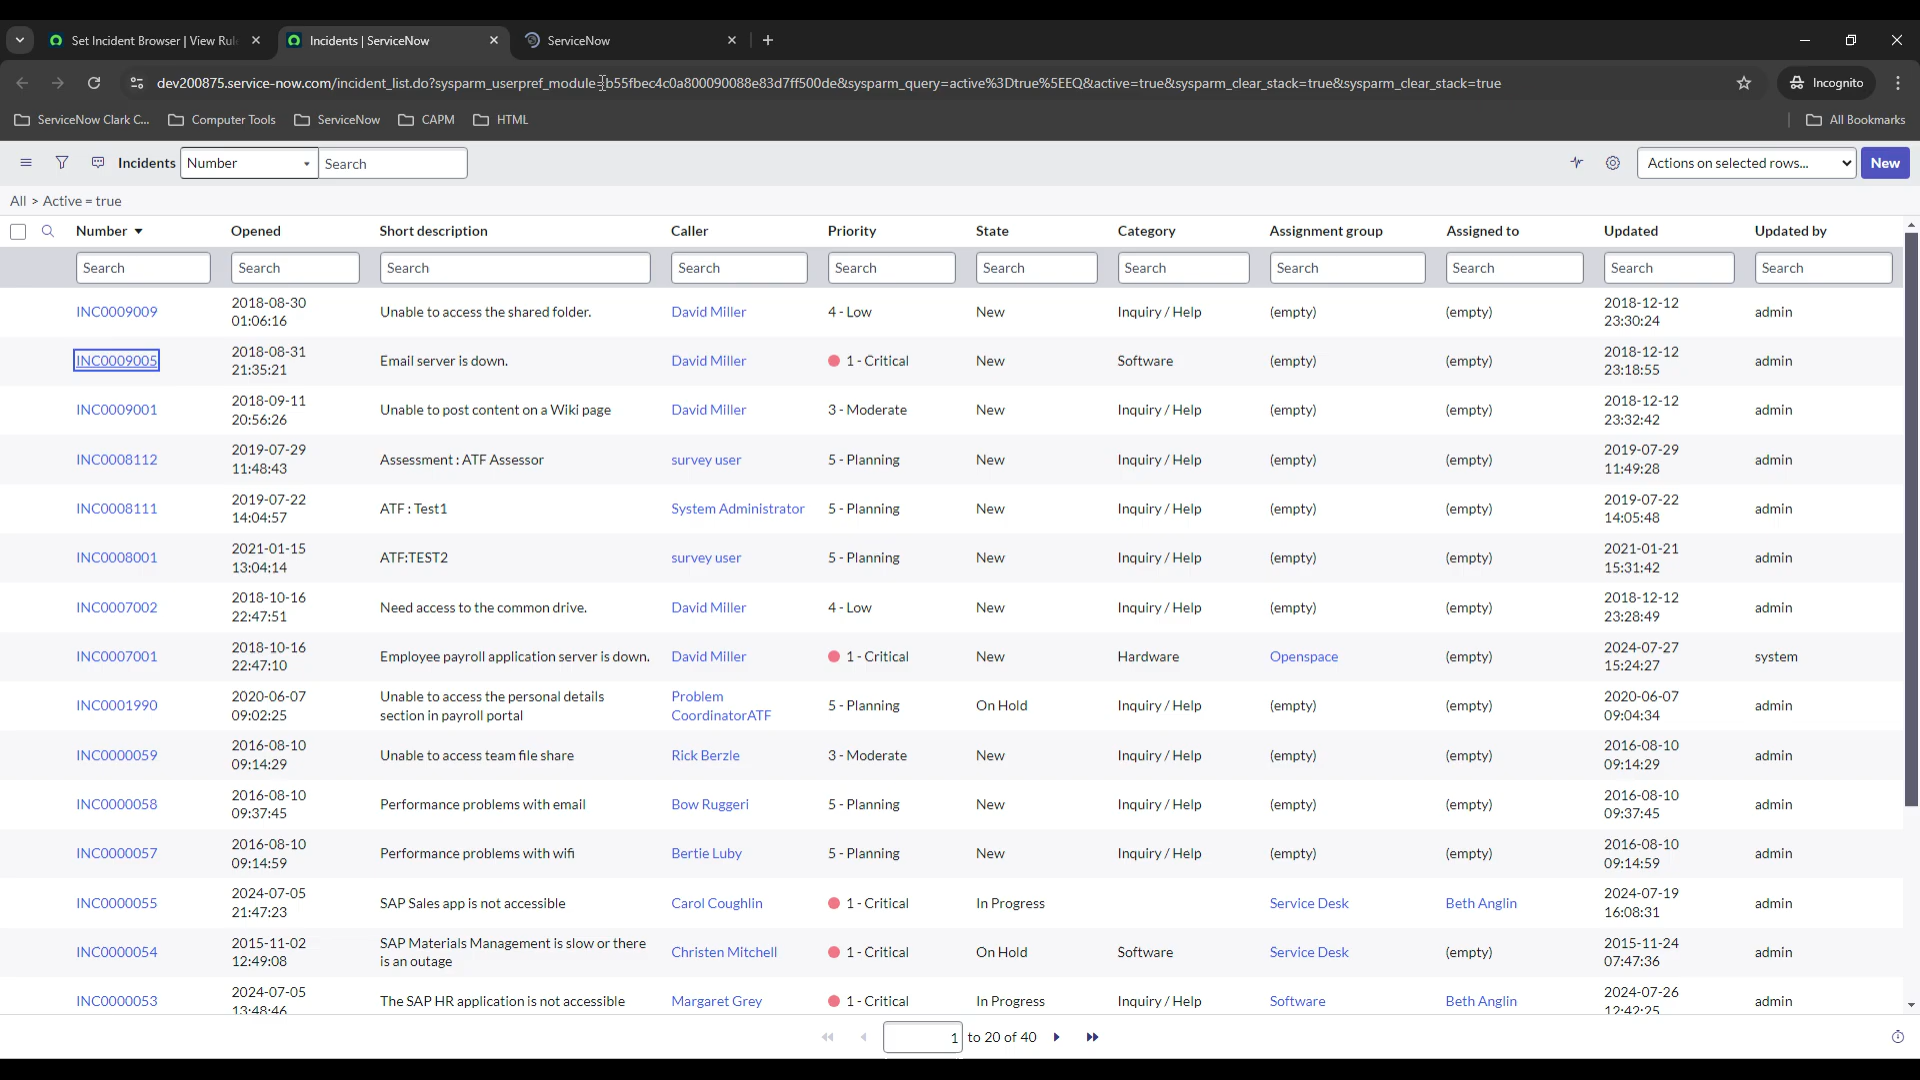 Set Incident Browser | View Rul
Incidents | ServiceNow
ServiceNow
dev200875.service-now.com/incident_list.do?sysparm_userpref_module=b55fbec4c0a800090088e83d7ff500de&sysparm_query=active%3Dtrue%5EEQ&active=true&sysparm_clear_stack=true&sysparm_clear_stack=true
Incognito
ServiceNow Clark C... Computer Tools ServiceNow CAPM HTML All Bookmarks
Incidents Number Search Actions on selected rows... New
All > Active = true
Number Opened Short description Caller Priority State Category Assignment group Assigned to Updated Updated by
Search Search Search Search Search Search Search Search Search Search Search
INC0009009 2018-08-30 01:06:16 Unable to access the shared folder. David Miller 4 - Low New Inquiry / Help (empty) (empty) 2018-12-12 23:30:24 admin
INC0009005 2018-08-31 21:35:21 Email server is down. David Miller 1 - Critical New Software (empty) (empty) 2018-12-12 23:18:55 admin
INC0009001 2018-09-11 20:56:26 Unable to post content on a Wiki page David Miller 3 - Moderate New Inquiry / Help (empty) (empty) 2018-12-12 23:32:42 admin
INC0008112 2019-07-29 11:48:43 Assessment : ATF Assessor survey user 5 - Planning New Inquiry / Help (empty) (empty) 2019-07-29 11:49:28 admin
INC0008111 2019-07-22 14:04:57 ATF : Test1 System Administrator 5 - Planning New Inquiry / Help (empty) (empty) 2019-07-22 14:05:48 admin
INC0008001 2021-01-15 13:04:14 ATF:TEST2 survey user 5 - Planning New Inquiry / Help (empty) (empty) 2021-01-21 15:31:42 admin
INC0007002 2018-10-16 22:47:51 Need access to the common drive. David Miller 4 - Low New Inquiry / Help (empty) (empty) 2018-12-12 23:28:49 admin
INC0007001 2018-10-16 22:47:10 Employee payroll application server is down. David Miller 1 - Critical New Hardware Openspace (empty) 2024-07-27 15:24:27 system
INC0001990 2020-06-07 09:02:25 Unable to access the personal details section in payroll portal Problem CoordinatorATF 5 - Planning On Hold Inquiry / Help (empty) (empty) 2020-06-07 09:04:34 admin
INC0000059 2016-08-10 09:14:29 Unable to access team file share Rick Berzle 3 - Moderate New Inquiry / Help (empty) (empty) 2016-08-10 09:14:29 admin
INC0000058 2016-08-10 09:37:45 Performance problems with email Bow Ruggeri 5 - Planning New Inquiry / Help (empty) (empty) 2016-08-10 09:37:45 admin
INC0000057 2016-08-10 09:14:59 Performance problems with wifi Bertie Luby 5 - Planning New Inquiry / Help (empty) (empty) 2016-08-10 09:14:59 admin
INC0000055 2024-07-05 21:47:23 SAP Sales app is not accessible Carol Coughlin 1 - Critical In Progress Service Desk Beth Anglin 2024-07-19 16:08:31 admin
INC0000054 2015-11-02 12:49:08 SAP Materials Management is slow or there is an outage Christen Mitchell 1 - Critical On Hold Software Service Desk (empty) 2015-11-24 07:47:36 admin
INC0000053 2024-07-05 13:48:46 The SAP HR application is not accessible Margaret Grey 1 - Critical In Progress Inquiry / Help Software Beth Anglin 2024-07-26 12:42:25 admin
1 to 20 of 40